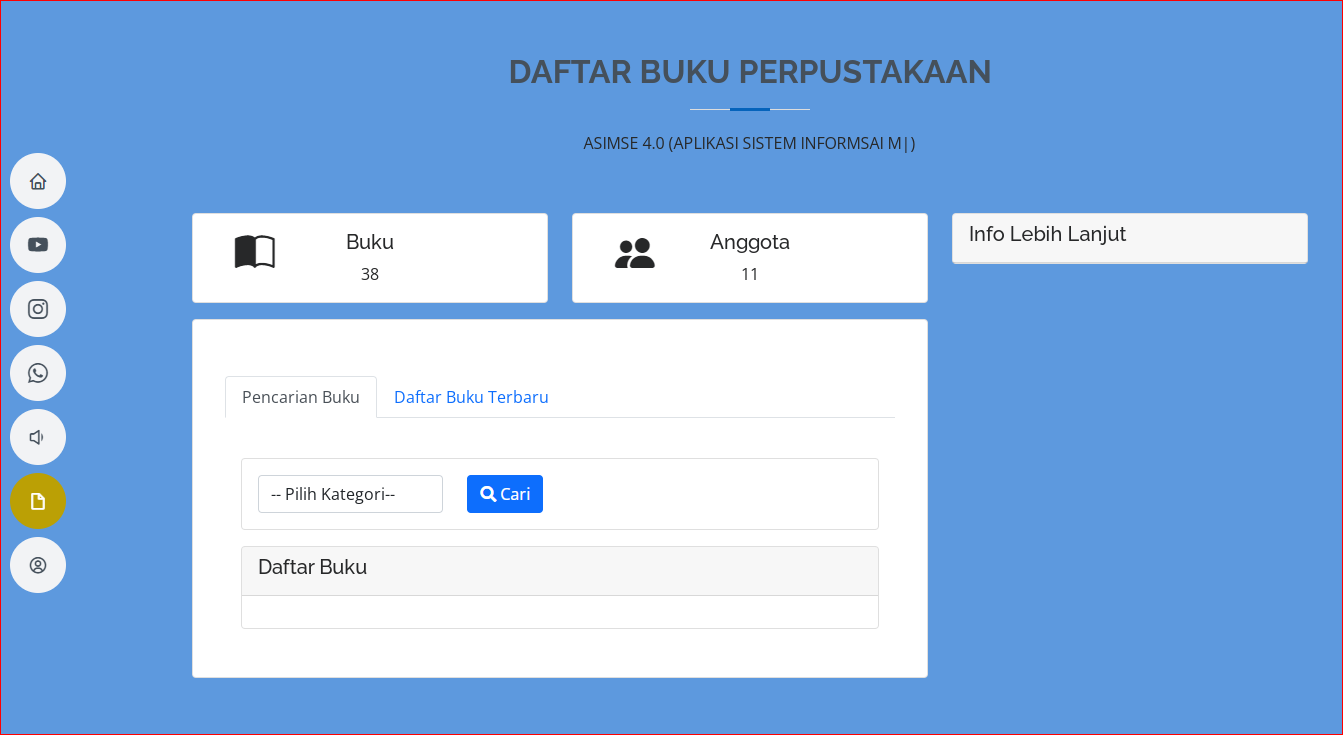 DAFTAR BUKU PERPUSTAKAAN
ASIMSE 4.0 (APLIKASI SISTEM INFORMSAI M|)
Buku
38
Anggota
11
Info Lebih Lanjut
Pencarian Buku
Daftar Buku Terbaru
-- Pilih Kategori--
Cari
Daftar Buku